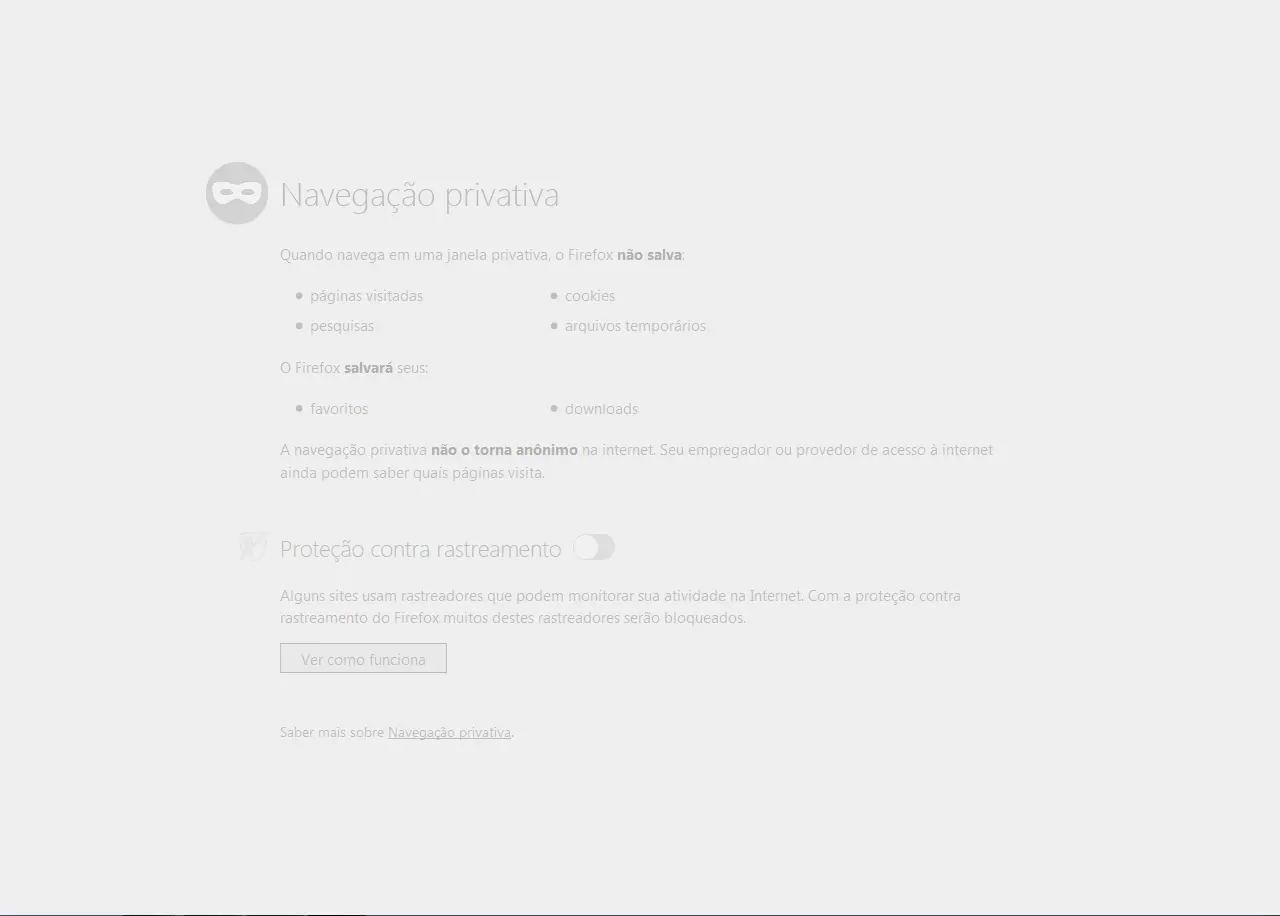 Navegação privativa
Quando navega em uma janela privativa, o Firefox não salva:
páginas visitadas
cookies
pesquisas
arquivos temporários
O Firefox salvará seus:
favoritos
downloads
A navegação privativa não o torna anônimo na internet. Seu empregador ou provedor de acesso à internet
ainda podem saber quais páginas visita.
Proteção contra rastreamento
Alguns sites usam rastreadores que podem monitorar sua atividade na Internet. Com a proteção contra
rastreamento do Firefox muitos destes rastreadores serão bloqueados.
Ver como funciona
Saber mais sobre Navegação privativa.